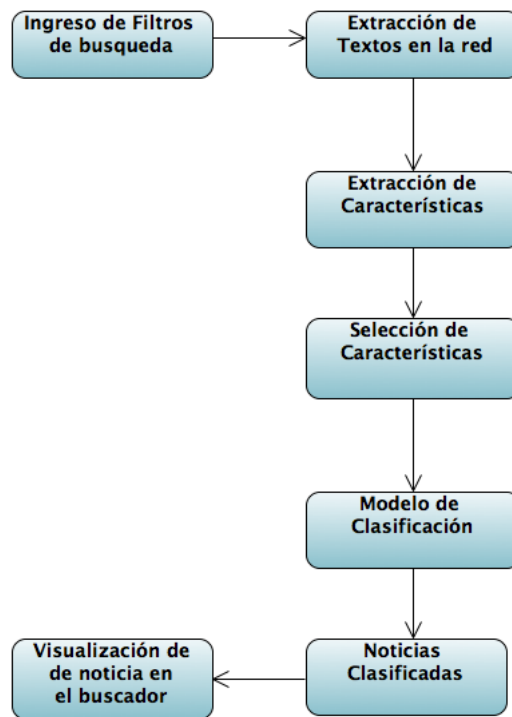 Ingreso de Filtros
de busqueda
Extracción de
Textos en la red
Extracción de
Características
Selección de
Características
Modelo de
Clasificación
Noticias
Clasificadas
Visualización de
de noticia en
el buscador